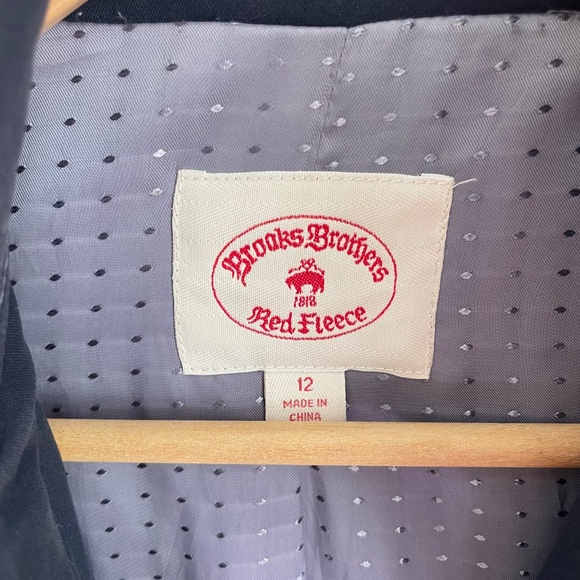 Brooks Brothers
1818
Red Fleece
12
MADE IN
CHINA